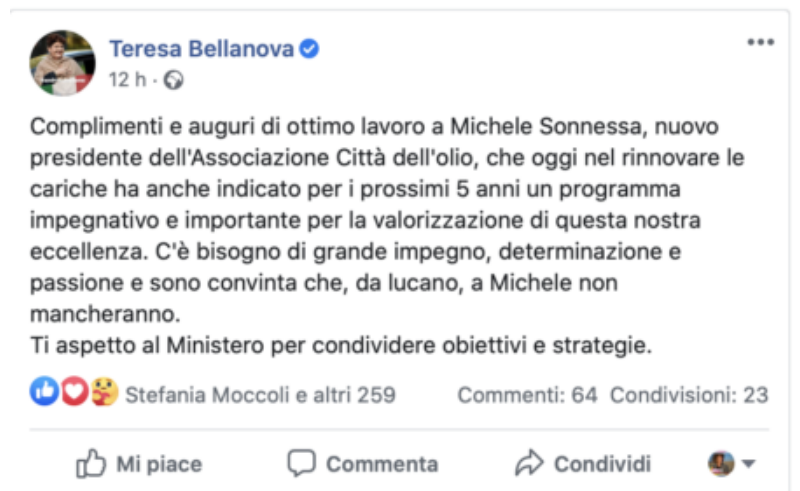 Teresa Bellanova
12 h ·
Complimenti e auguri di ottimo lavoro a Michele Sonnessa, nuovo
presidente dell'Associazione Città dell'olio, che oggi nel rinnovare le
cariche ha anche indicato per i prossimi 5 anni un programma
impegnativo e importante per la valorizzazione di questa nostra
eccellenza. C'è bisogno di grande impegno, determinazione e
passione e sono convinta che, da lucano, a Michele non
mancheranno.
Ti aspetto al Ministero per condividere obiettivi e strategie.
Stefania Moccoli e altri 259 Commenti: 64 Condivisioni: 23
Mi piace Commenta Condividi